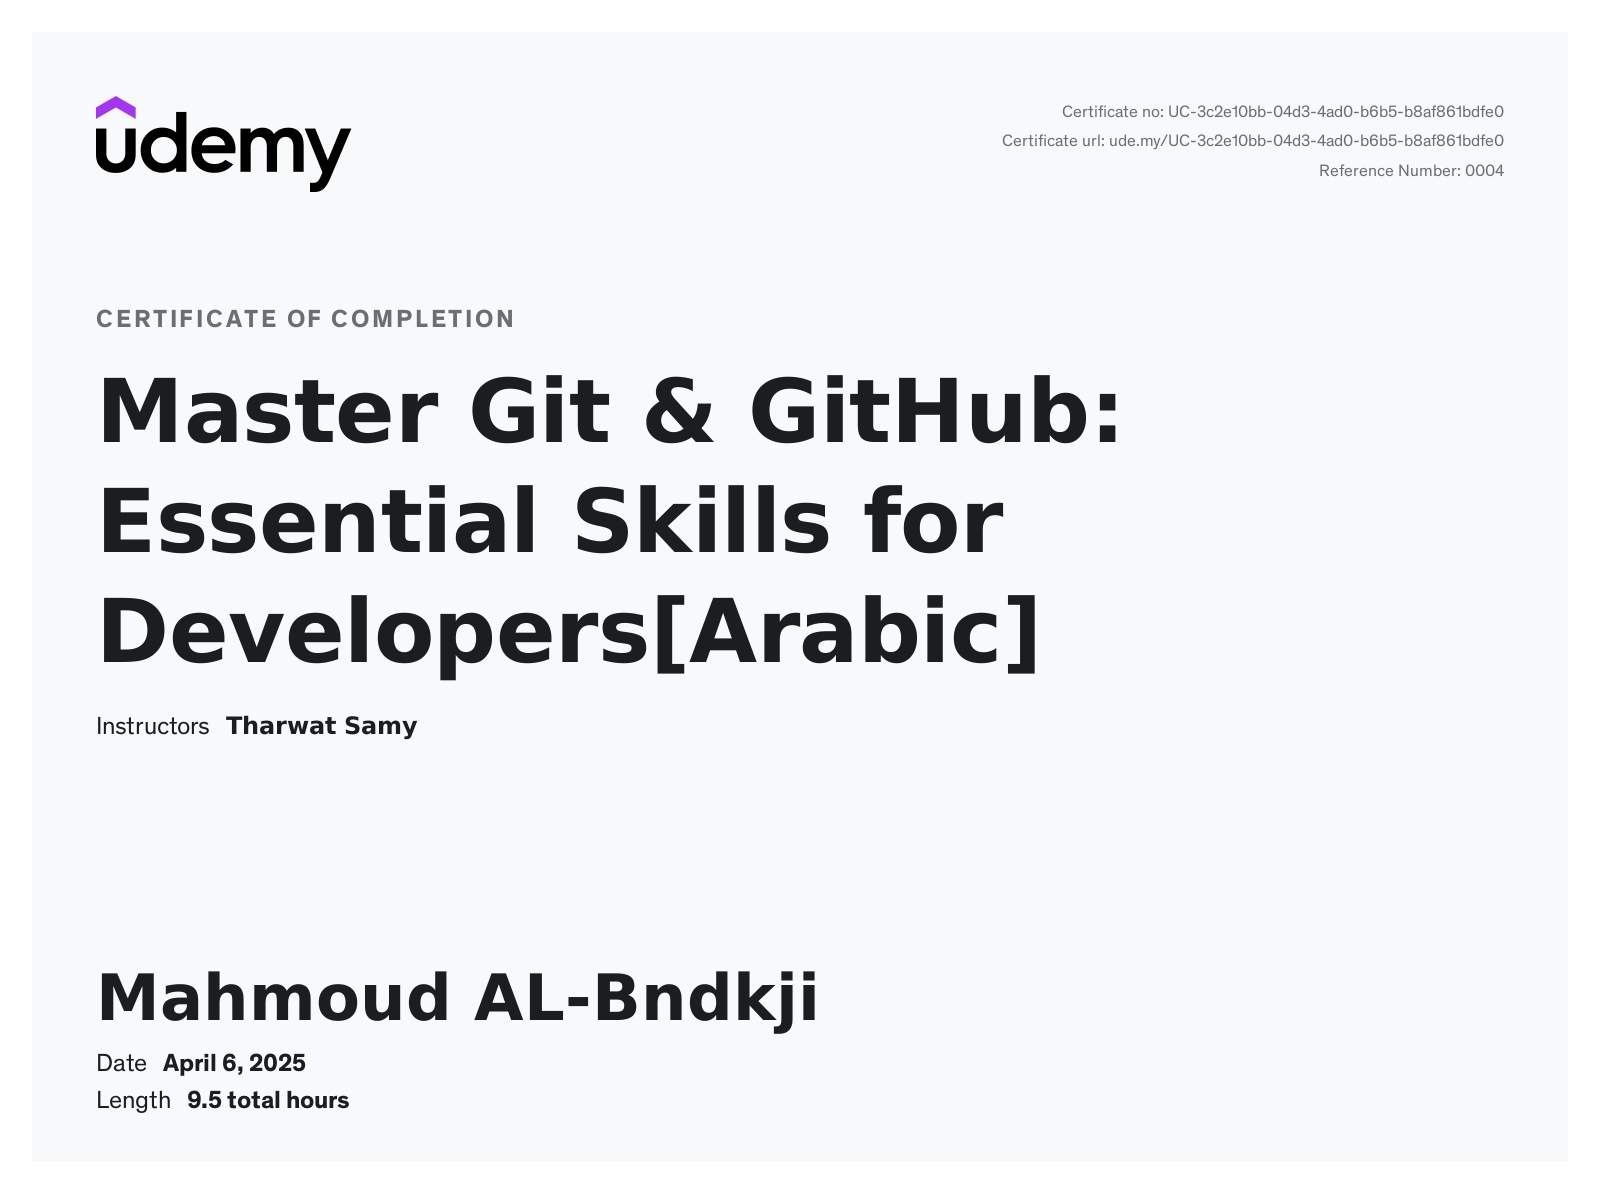 udemy
Certificate no: UC-3c2e10bb-04d3-4ad0-b6b5-b8af861bdfe0
Certificate url: ude.my/UC-3c2e10bb-04d3-4ad0-b6b5-b8af861bdfe0
Reference Number: 0004
CERTIFICATE OF COMPLETION
Master Git & GitHub:
Essential Skills for
Developers[Arabic]
Instructors Tharwat Samy
Mahmoud AL-Bndkji
Date April 6, 2025
Length 9.5 total hours